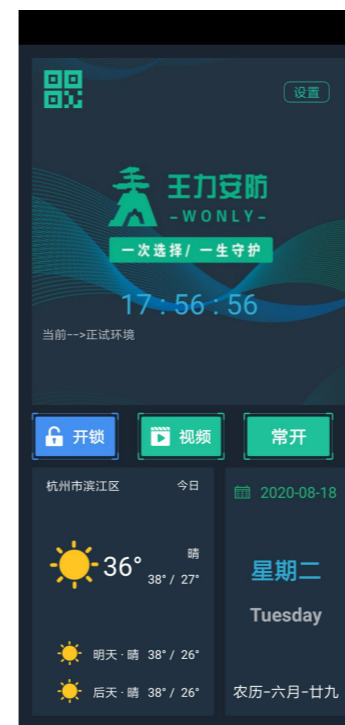 设置
王力安防
-WONLY-
一次选择/ 一生守护
17:56:56
当前-->正试环境
开锁
视频
常开
杭州市滨江区 今日
晴
36° 38° / 27°
明天 · 晴 38° / 26°
后天 · 晴 38° / 26°
2020-08-18
星期二
Tuesday
农历-六月-廿九